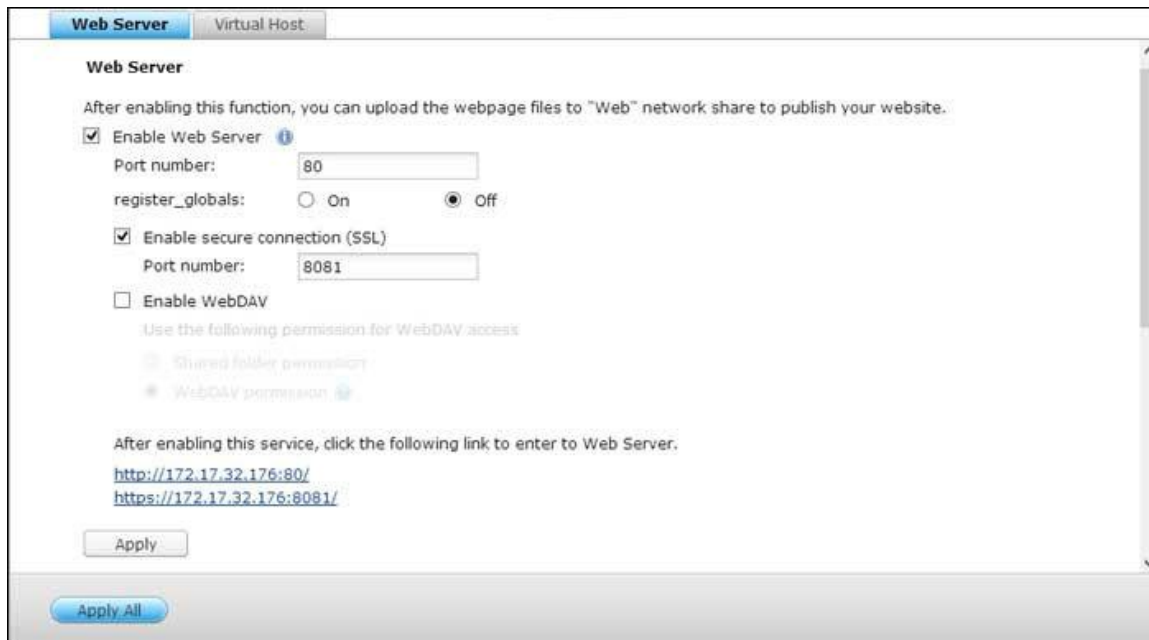 Web Server
Virtual Host
Web Server
After enabling this function, you can upload the webpage files to "Web" network share to publish your website.
Enable Web Server
Port number: 80
register_globals: On Off
Enable secure connection (SSL)
Port number: 8081
Enable WebDAV
Use the following permission for WebDAV access
Shared folder permission
WebDAV permission
After enabling this service, click the following link to enter to Web Server.
http://172.17.32.176:80/
https://172.17.32.176:8081/
Apply
Apply All